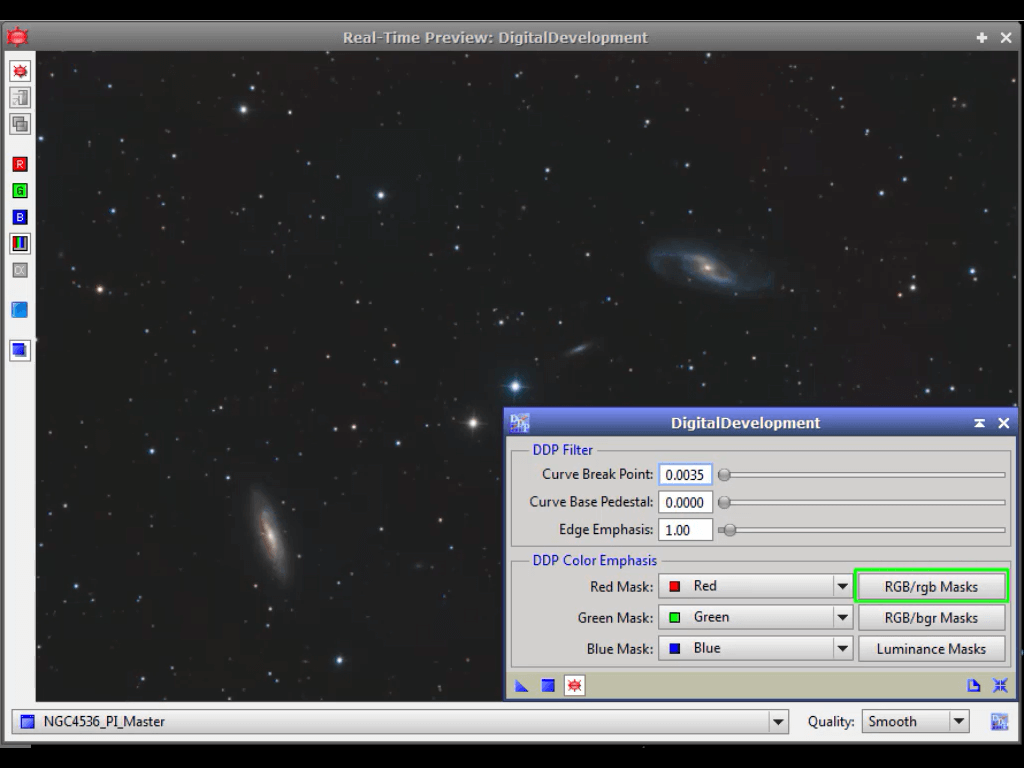 Real-Time Preview: DigitalDevelopment
R
G
B
α
DDP
DigitalDevelopment
DDP Filter
Curve Break Point: 0.0035
Curve Base Pedestal: 0.0000
Edge Emphasis: 1.00
DDP Color Emphasis
Red Mask: Red RGB/rgb Masks
Green Mask: Green RGB/bgr Masks
Blue Mask: Blue Luminance Masks
NGC4536_PI_Master Quality: Smooth